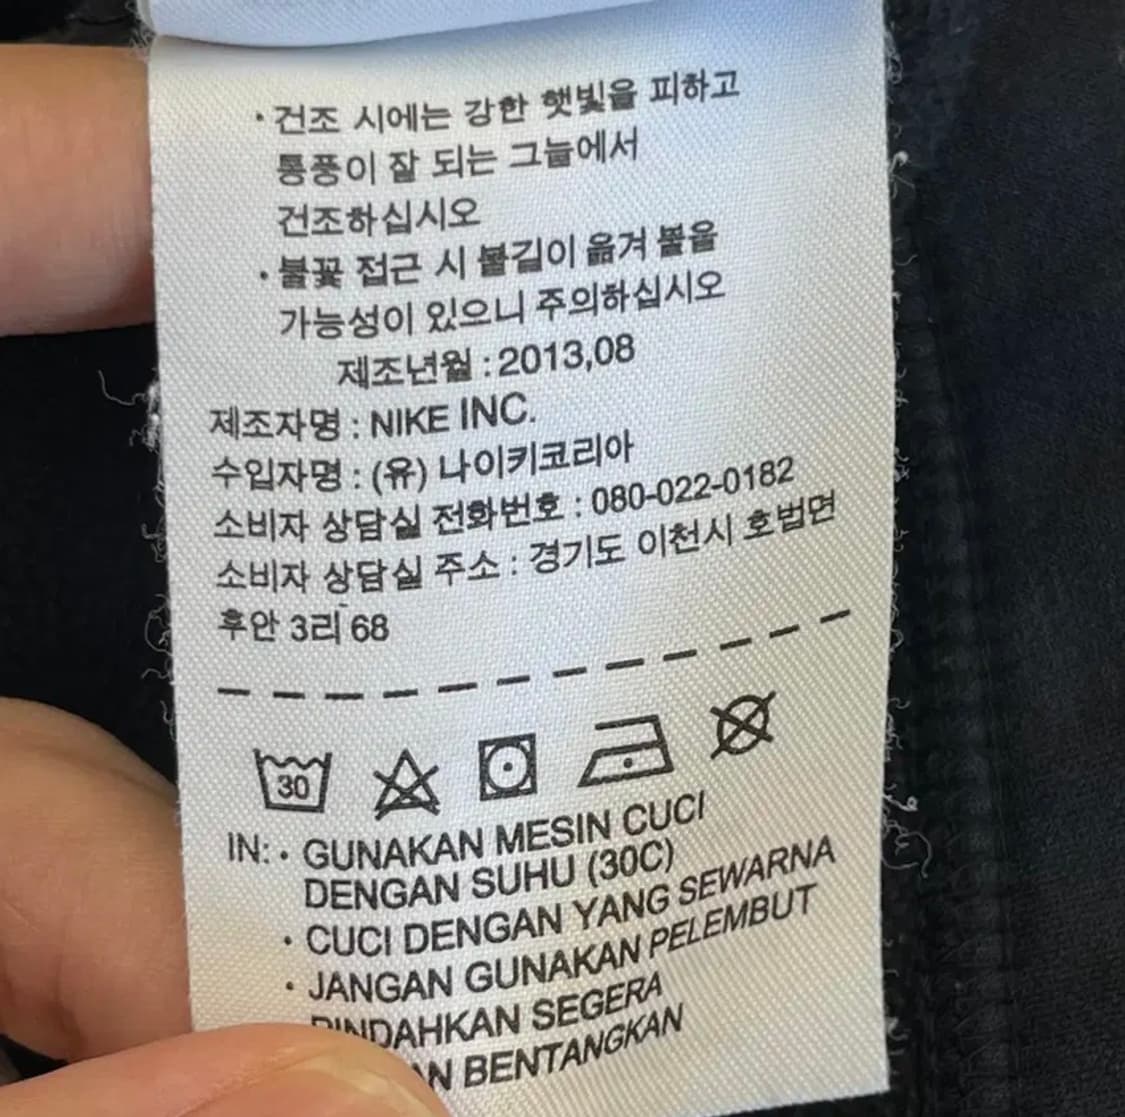 · 건조 시에는 강한 햇빛을 피하고
통풍이 잘 되는 그늘에서
건조하십시오
· 불꽃 접근 시 불길이 옮겨 붙을
가능성이 있으니 주의하십시오
제조년월 : 2013,08
제조자명 : NIKE INC.
수입자명 : (유) 나이키코리아
소비자 상담실 전화번호 : 080-022-0182
소비자 상담실 주소 : 경기도 이천시 호법면
후안 3리 68
30
IN: · GUNAKAN MESIN CUCI
DENGAN SUHU (30C)
· CUCI DENGAN YANG SEWARNA
· JANGAN GUNAKAN PELEMBUT
PINDAHKAN SEGERA
BENTANGKAN